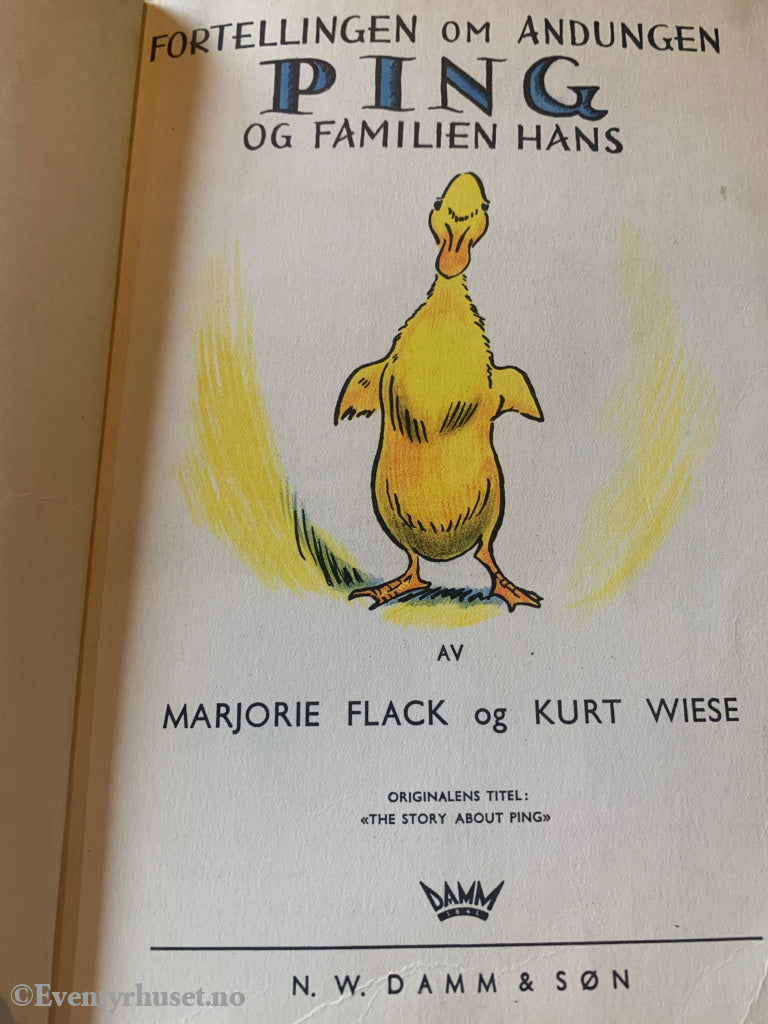 FORTELLINGEN OM ANDUNGEN
PING
OG FAMILIEN HANS
AV
MARJORIE FLACK og KURT WIESE
ORIGINALENS TITEL:
«THE STORY ABOUT PING»
DAMM
1843
N. W. DAMM & SØN
©Eventyrhuset.no